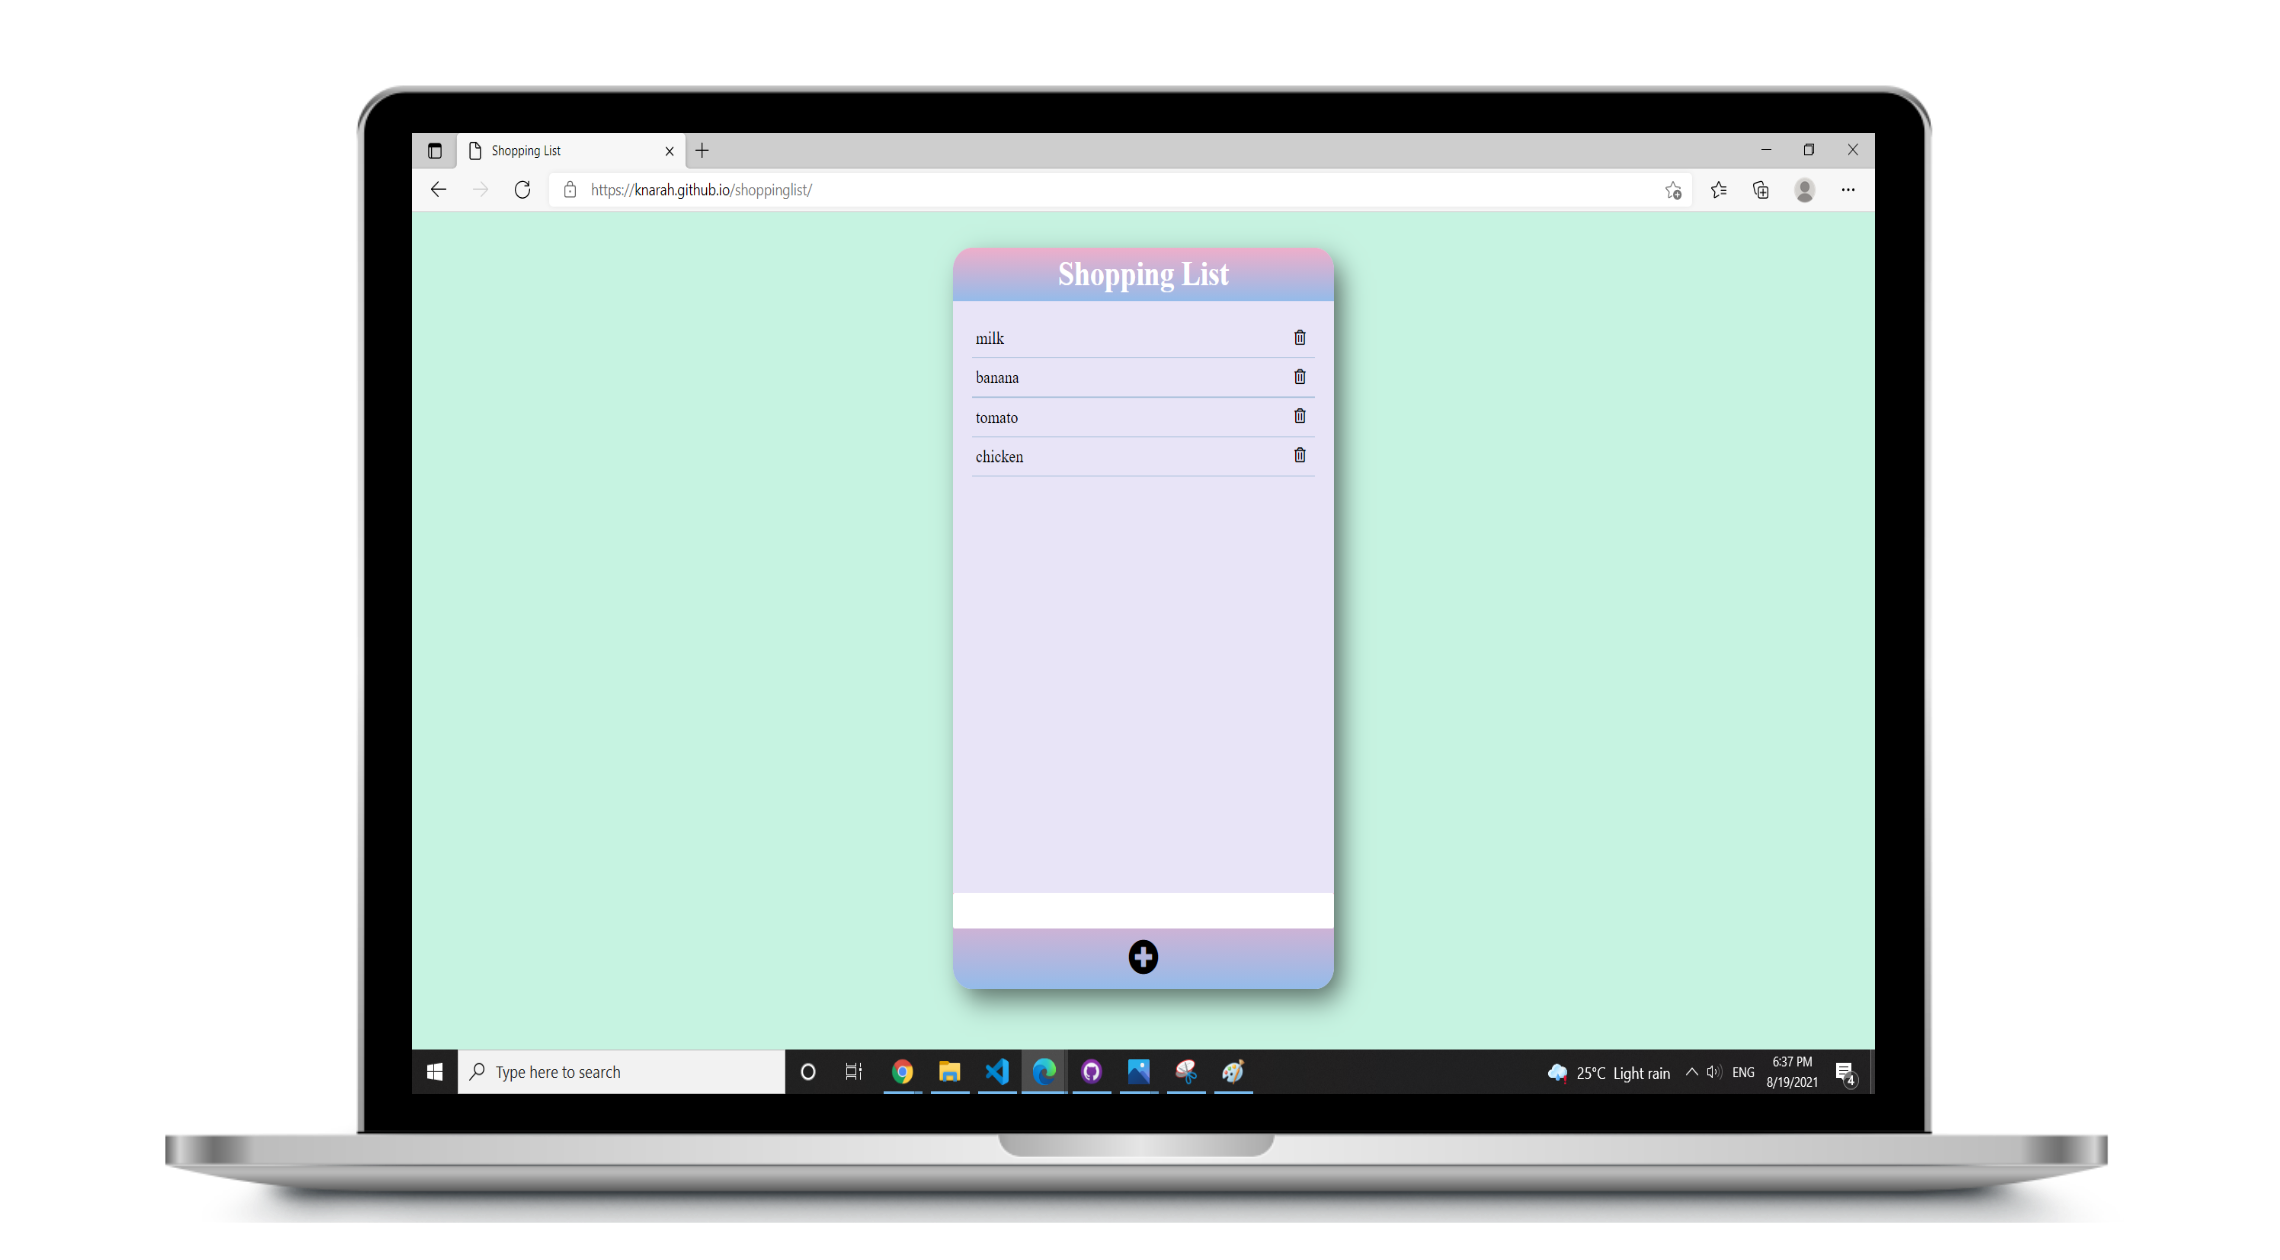 Shopping List
https://knarah.github.io/shoppinglist/
Shopping List
milk
banana
tomato
chicken
Type here to search
25°C Light rain
ENG
6:37 PM
8/19/2021
4